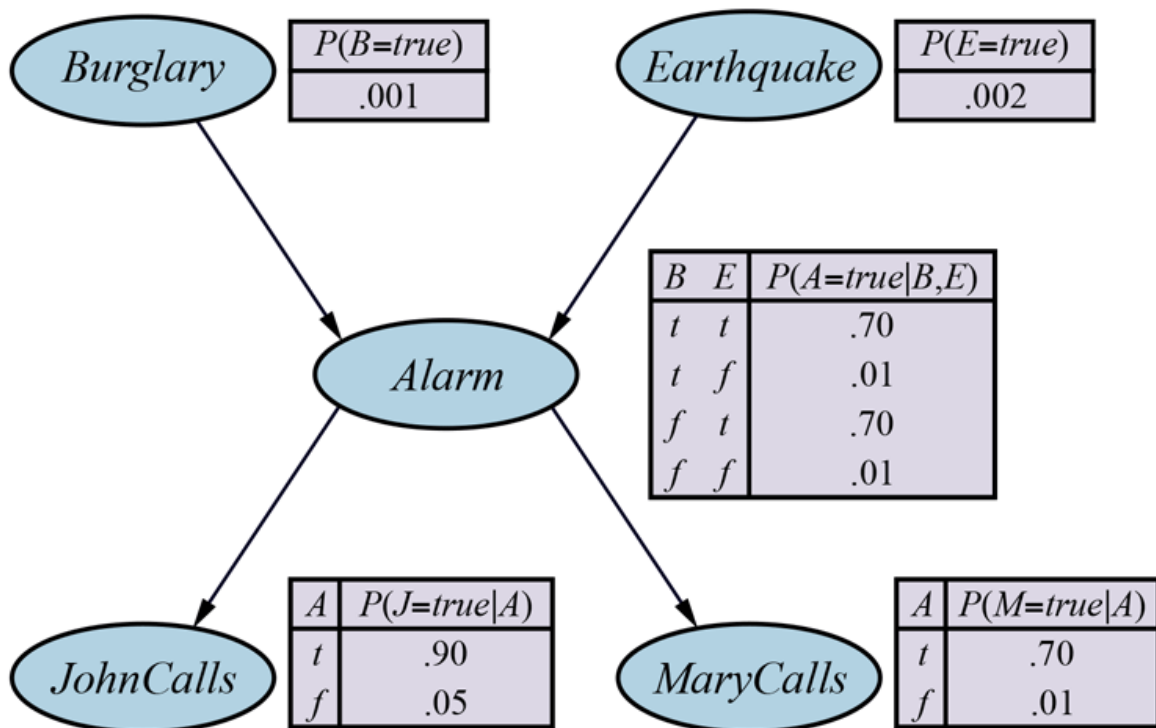 Burglary
P(B=true)
.001
Earthquake
P(E=true)
.002
B E P(A=true|B,E)
t t .70
t f .01
f t .70
f f .01
Alarm
JohnCalls
A P(J=true|A)
t .90
f .05
MaryCalls
A P(M=true|A)
t .70
f .01